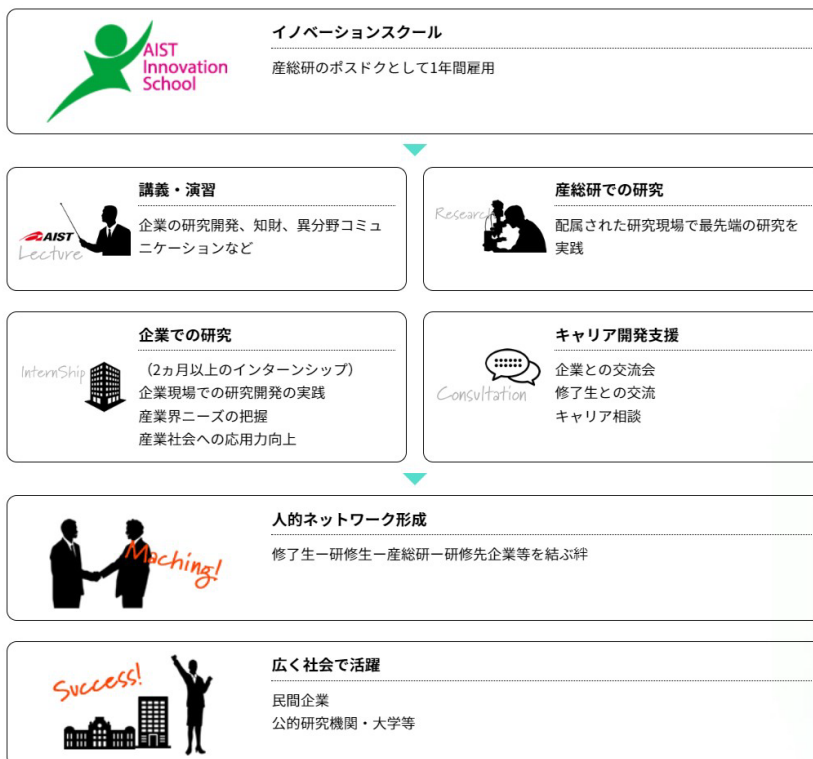 AIST
Innovation
School
イノベーションスクール
産総研のポスドクとして1年間雇用
AIST
Lecture
講義・演習
企業の研究開発、知財、異分野コミュ
ニケーションなど
Research
産総研での研究
配属された研究現場で最先端の研究を
実践
InternShip
企業での研究
（2ヵ月以上のインターンシップ）
企業現場での研究開発の実践
産業界ニーズの把握
産業社会への応用力向上
Consultation
キャリア開発支援
企業との交流会
修了生との交流
キャリア相談
Maching!
人的ネットワーク形成
修了生ー研修生ー産総研ー研修先企業等を結ぶ絆
Success!
広く社会で活躍
民間企業
公的研究機関・大学等